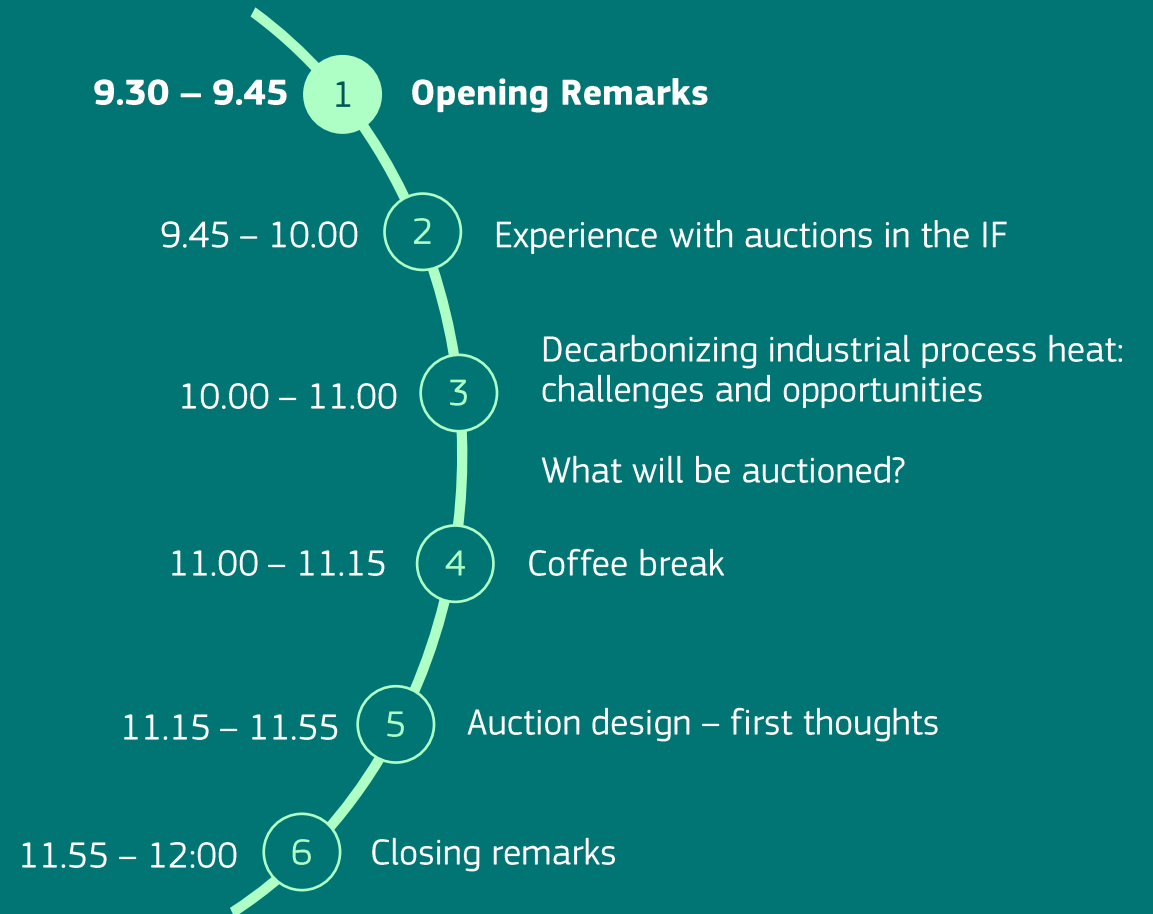 9.30 – 9.45 1 Opening Remarks
9.45 – 10.00 2 Experience with auctions in the IF
10.00 – 11.00 3 Decarbonizing industrial process heat:
challenges and opportunities
What will be auctioned?
11.00 – 11.15 4 Coffee break
11.15 – 11.55 5 Auction design – first thoughts
11.55 – 12:00 6 Closing remarks